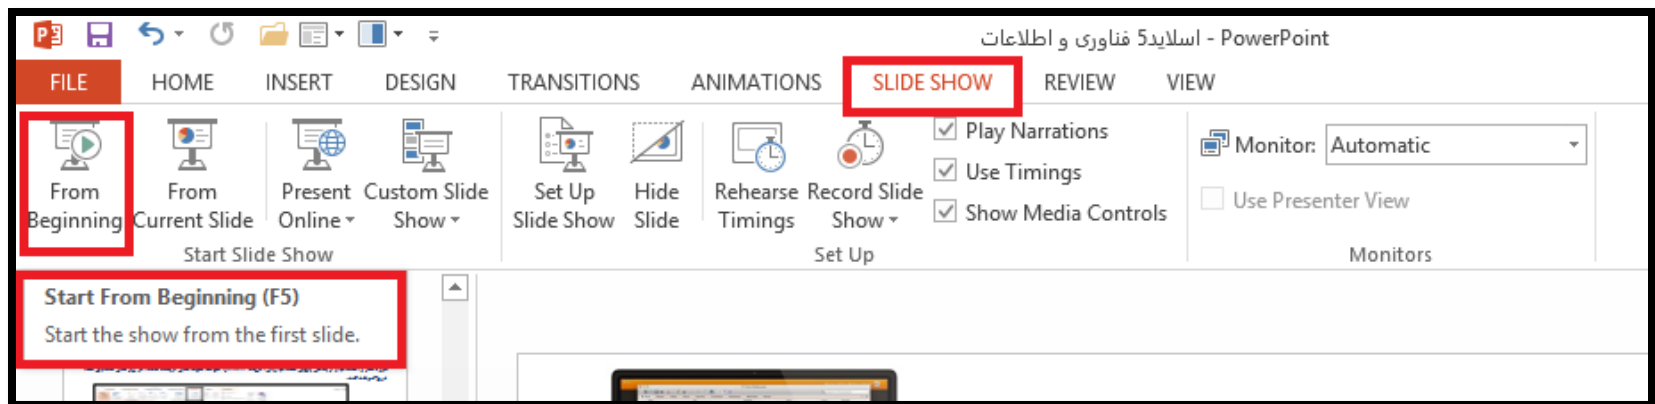 اسلاید5 فناوری و اطلاعات - PowerPoint
FILE HOME INSERT DESIGN TRANSITIONS ANIMATIONS SLIDE SHOW REVIEW VIEW
From Beginning
From Current Slide
Present Online
Custom Slide Show
Set Up Slide Show
Hide Slide
Rehearse Timings
Record Slide Show
Play Narrations
Use Timings
Show Media Controls
Monitor: Automatic
Use Presenter View
Start Slide Show
Set Up
Monitors
Start From Beginning (F5)
Start the show from the first slide.